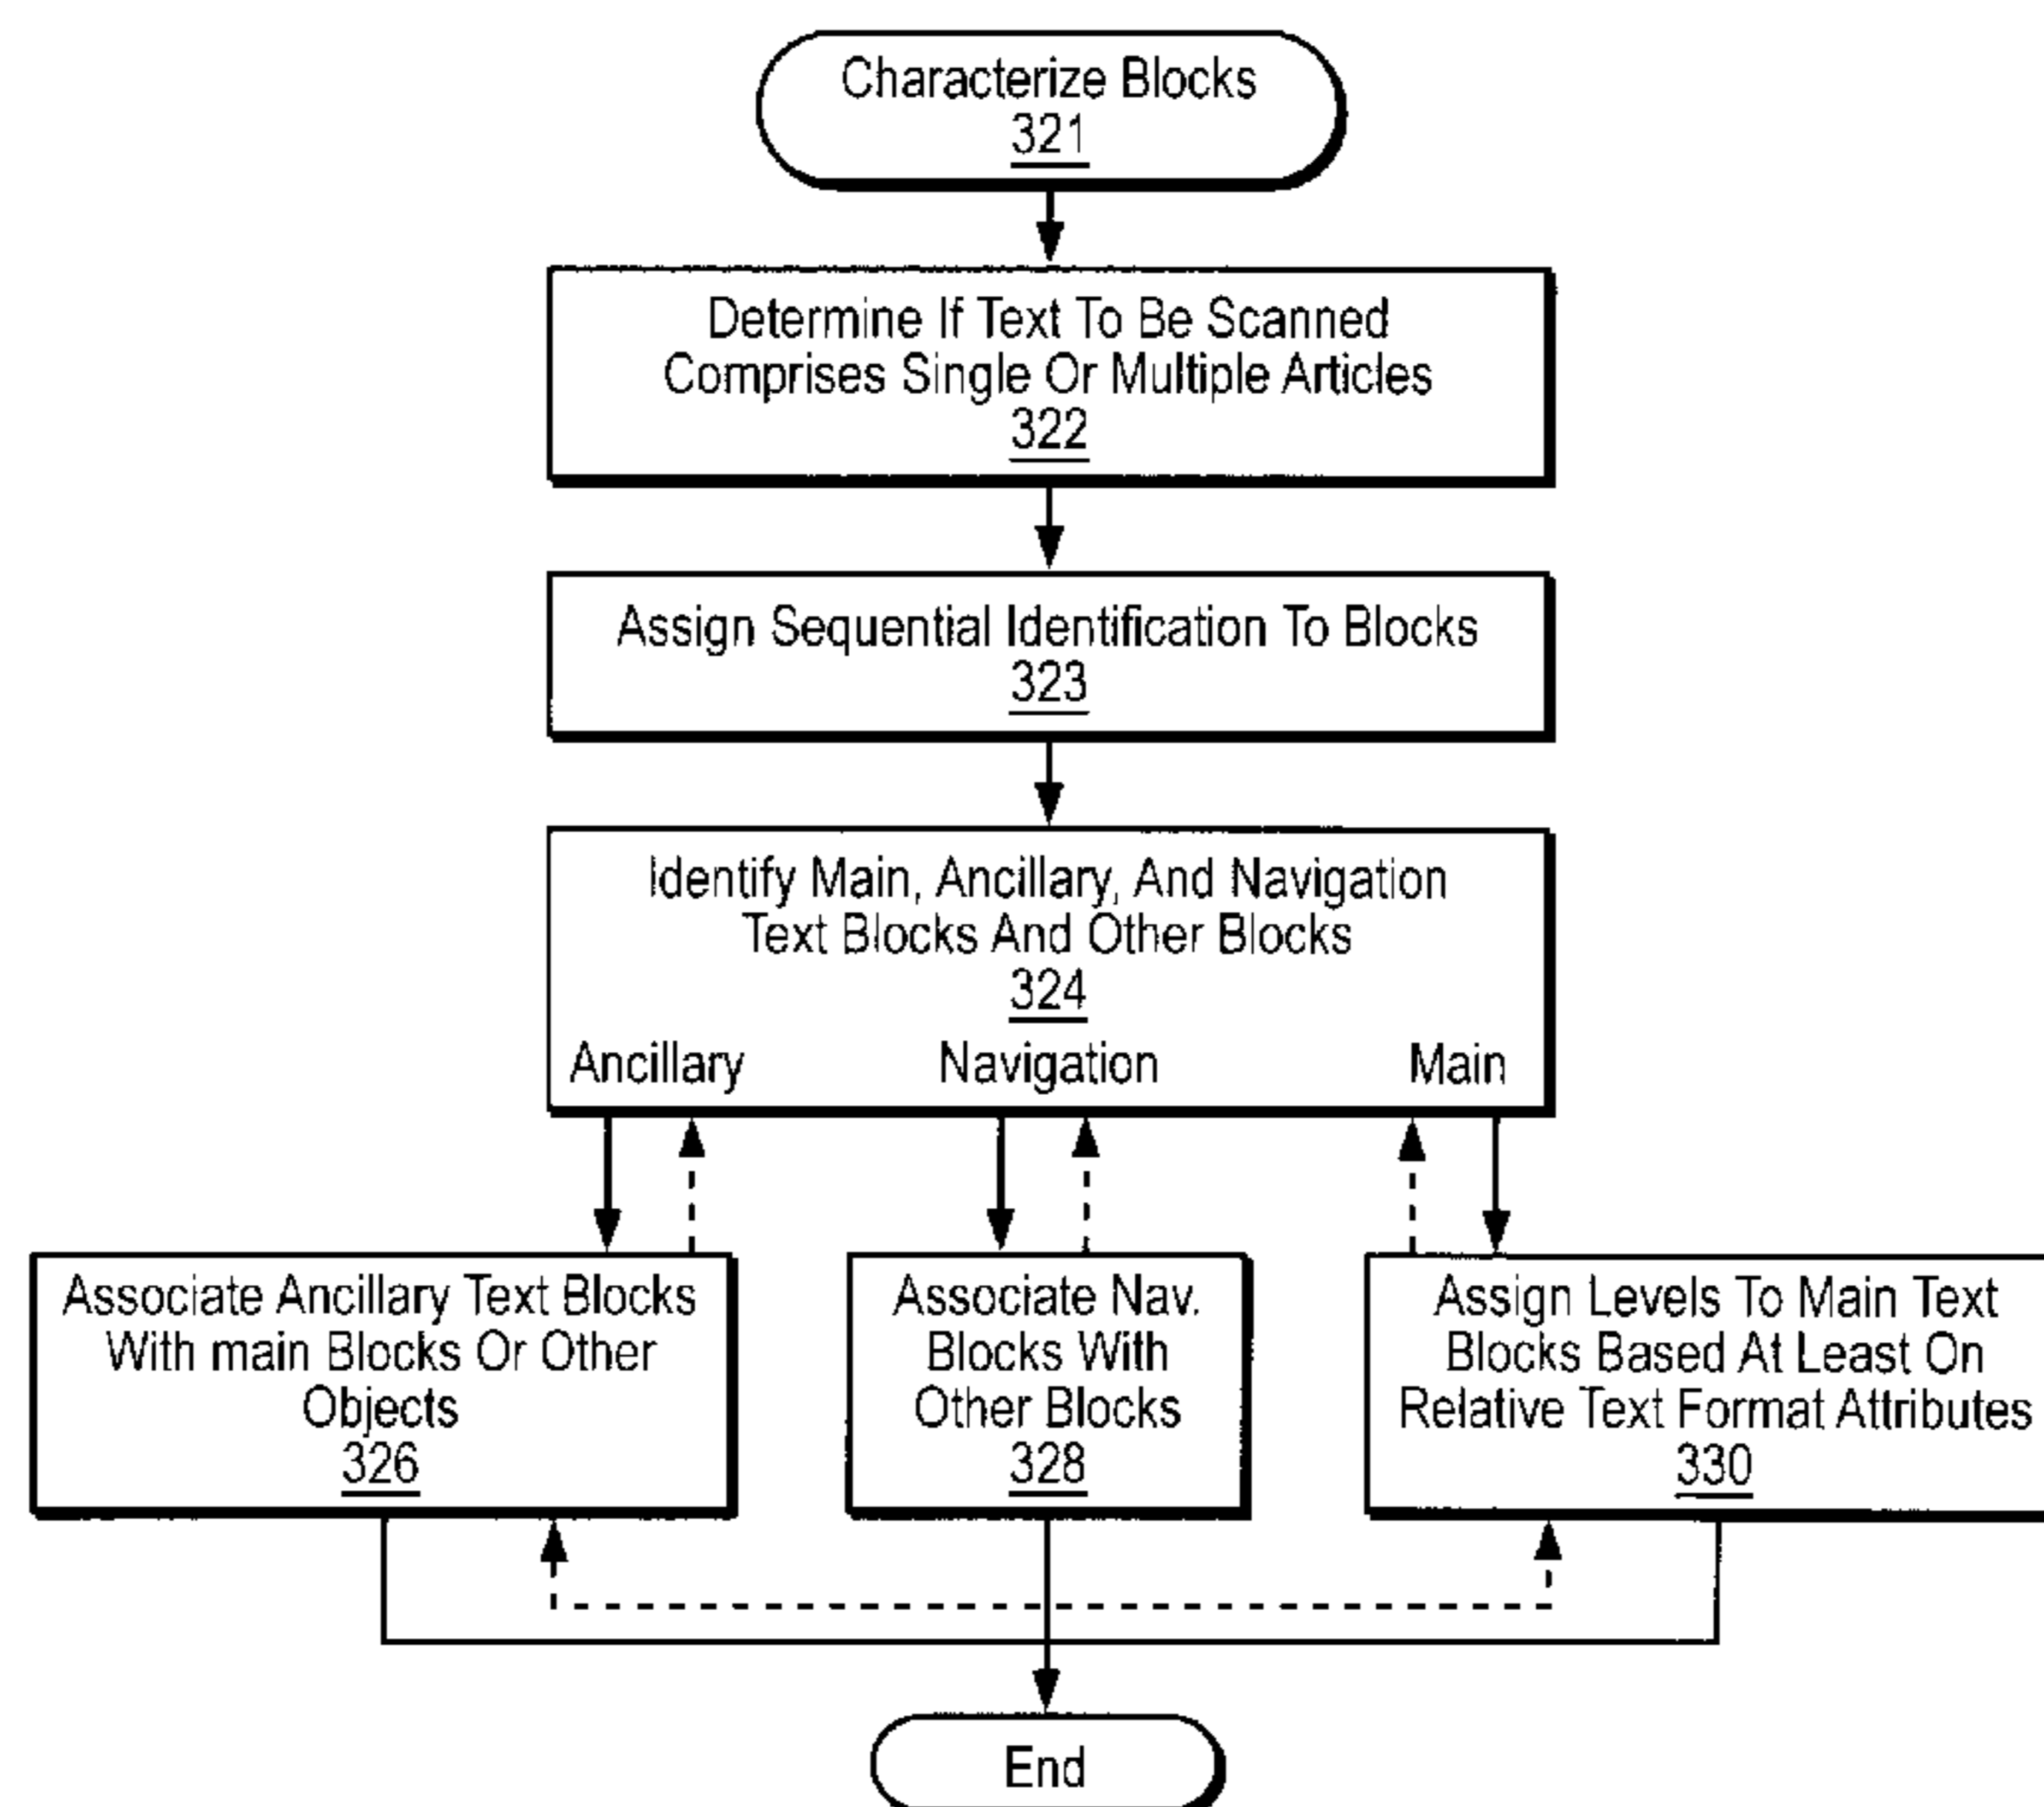 Characterize Blocks
321
Determine If Text To Be Scanned
Comprises Single Or Multiple Articles
322
Assign Sequential Identification To Blocks
323
Identify Main, Ancillary, And Navigation
Text Blocks And Other Blocks
324
Ancillary
Navigation
Main
Associate Ancillary Text Blocks
With main Blocks Or Other
Objects
326
Associate Nav.
Blocks With
Other Blocks
328
Assign Levels To Main Text
Blocks Based At Least On
Relative Text Format Attributes
330
End